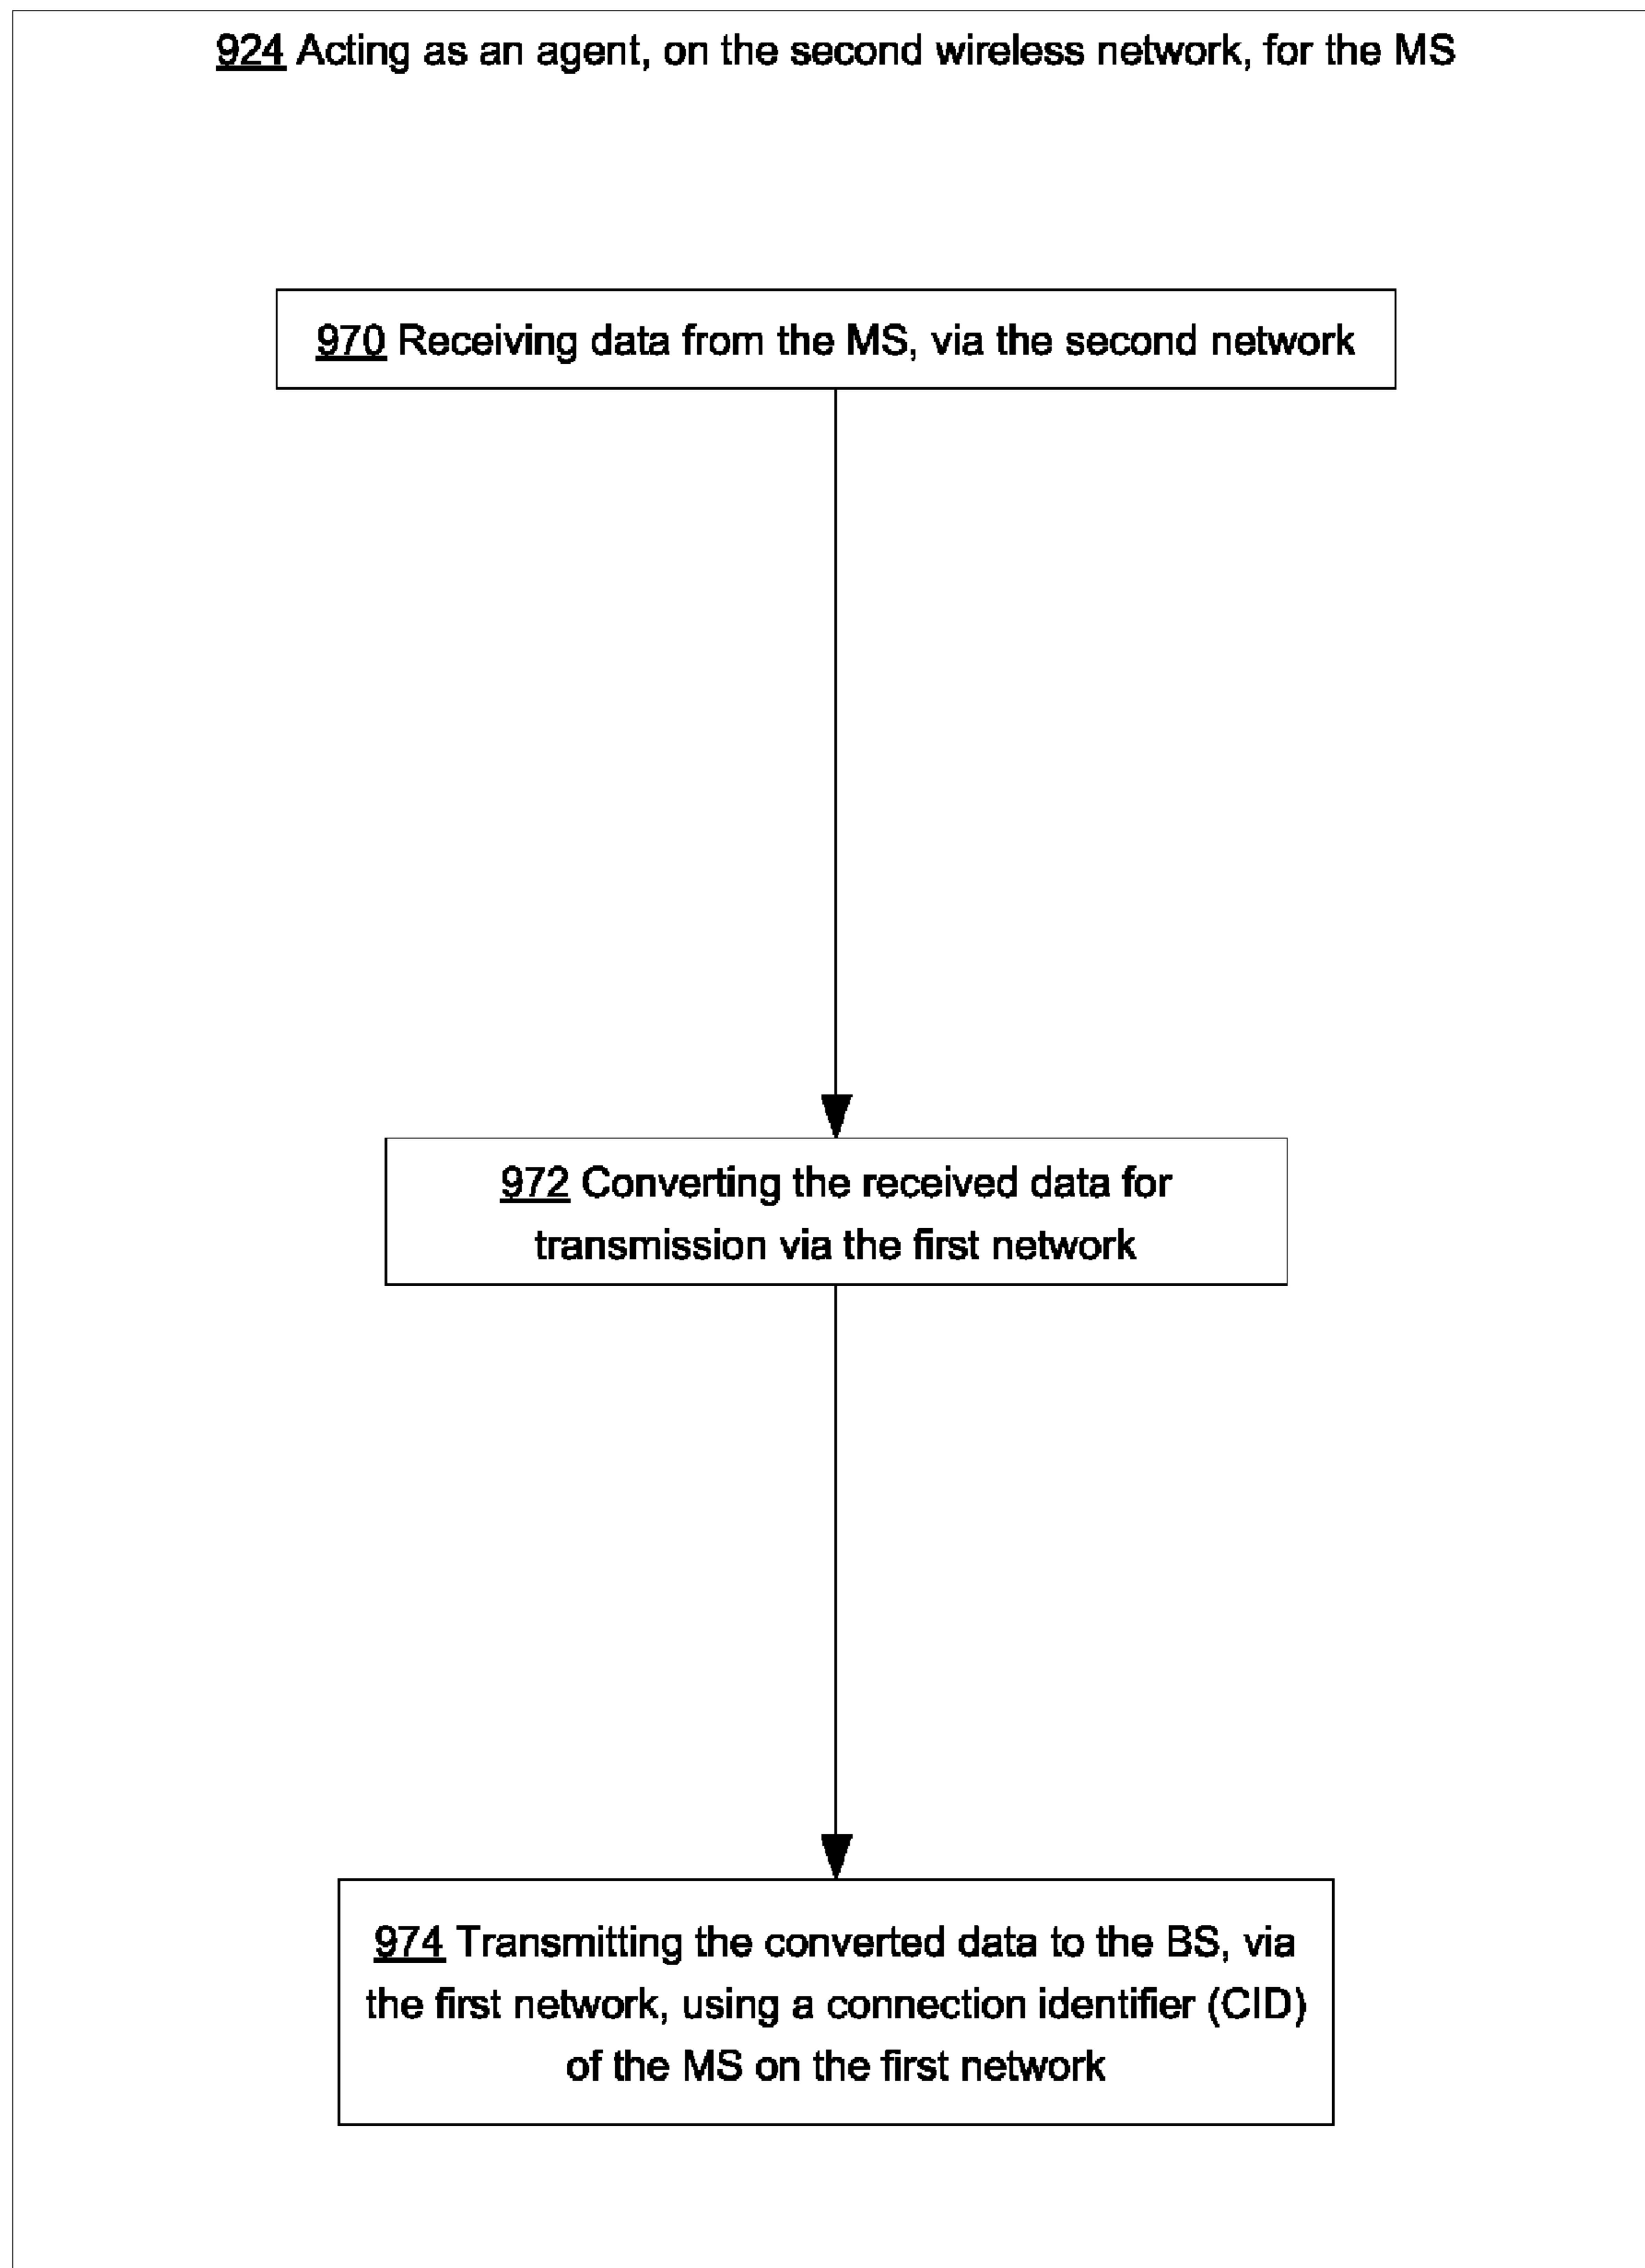 924 Acting as an agent, on the second wireless network, for the MS
970 Receiving data from the MS, via the second network
972 Converting the received data for
transmission via the first network
974 Transmitting the converted data to the BS, via
the first network, using a connection identifier (CID)
of the MS on the first network